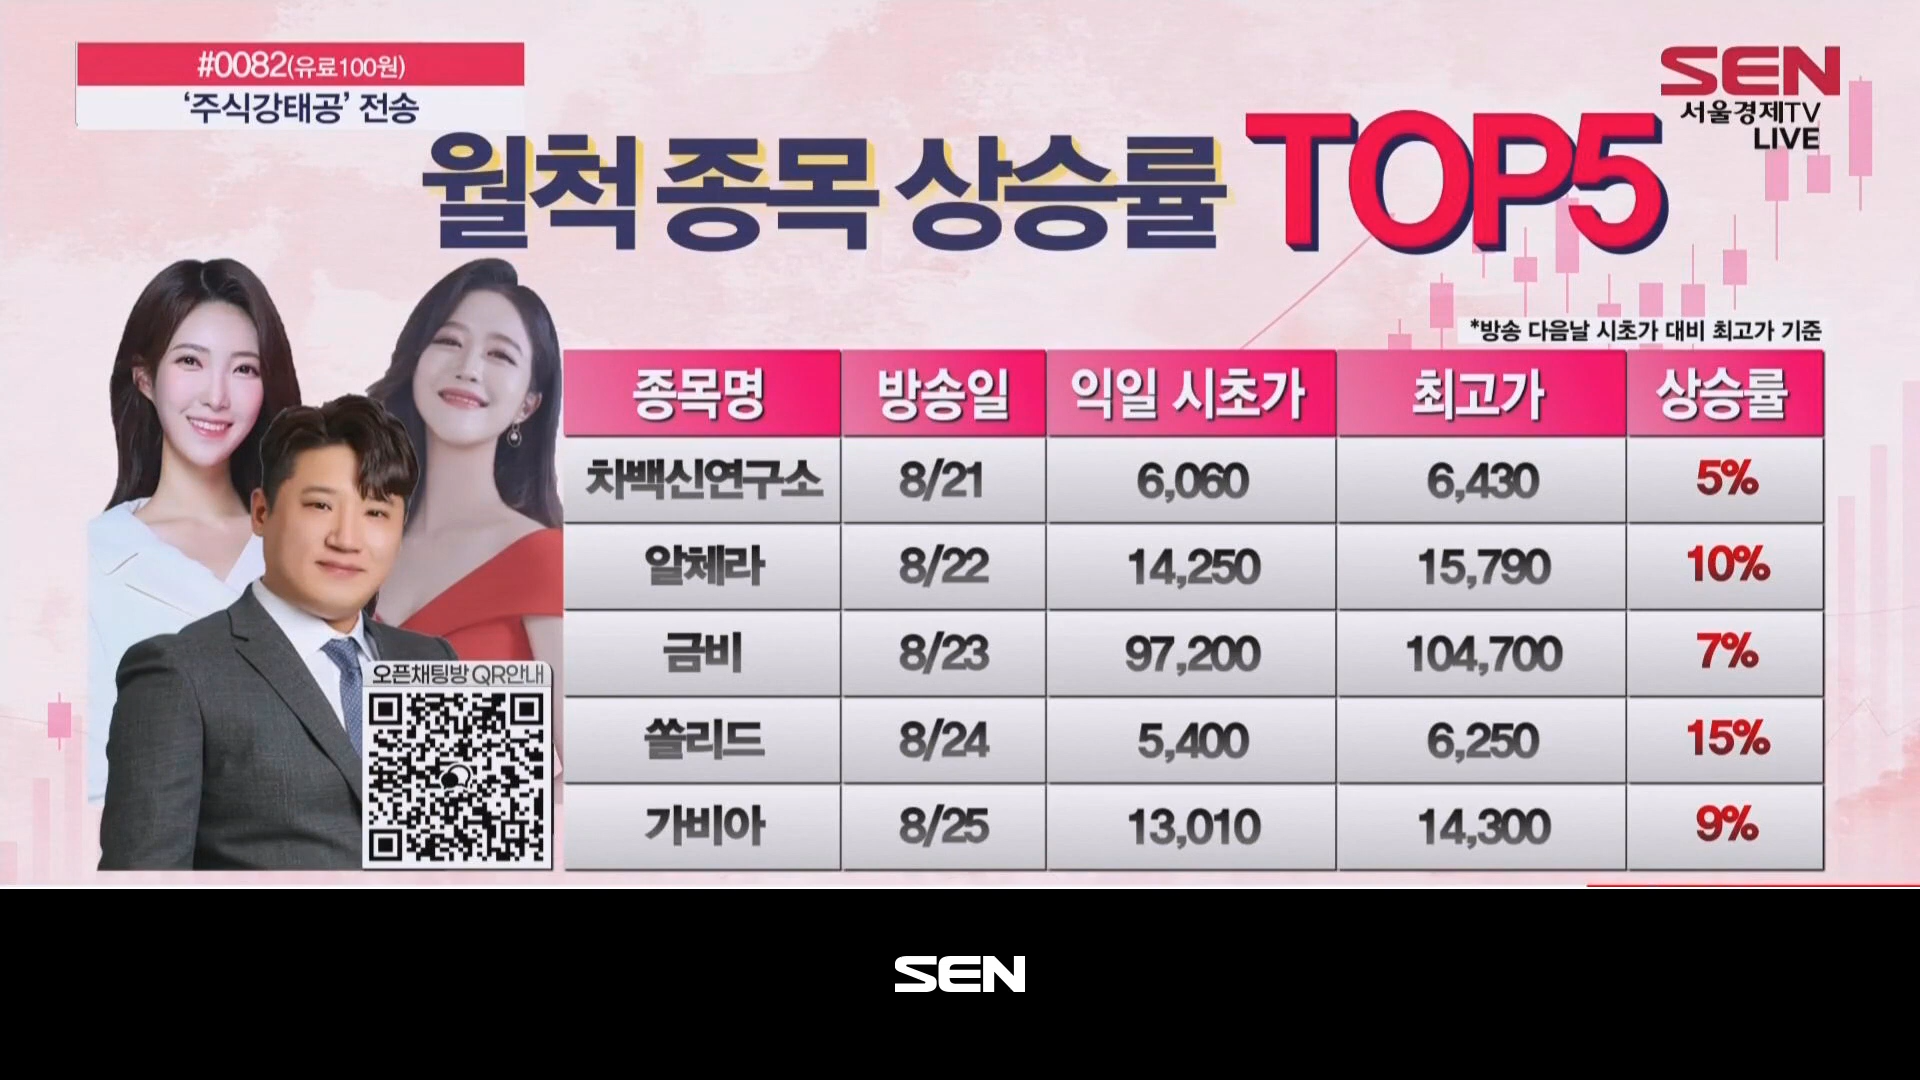 #0082(유료100원)
‘주식강태공’ 전송
SEN
서울경제TV
LIVE
월척 종목 상승률 TOP5
*방송 다음날 시초가 대비 최고가 기준
종목명 방송일 익일 시초가 최고가 상승률
차백신연구소 8/21 6,060 6,430 5%
알체라 8/22 14,250 15,790 10%
금비 8/23 97,200 104,700 7%
쏠리드 8/24 5,400 6,250 15%
가비아 8/25 13,010 14,300 9%
오픈채팅방 QR안내
SEN